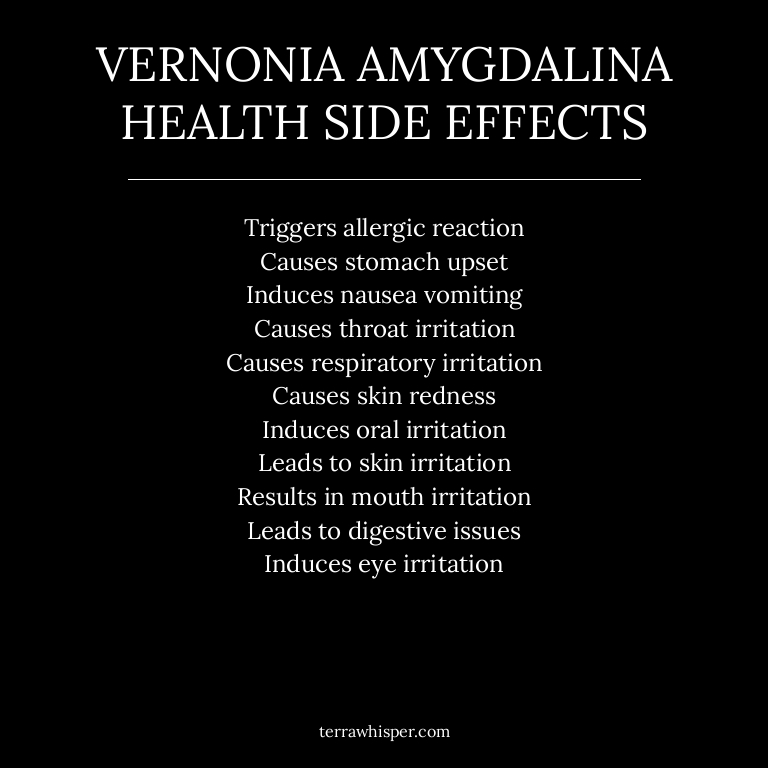 VERNONIA AMYGDALINA
HEALTH SIDE EFFECTS
Triggers allergic reaction
Causes stomach upset
Induces nausea vomiting
Causes throat irritation
Causes respiratory irritation
Causes skin redness
Induces oral irritation
Leads to skin irritation
Results in mouth irritation
Leads to digestive issues
Induces eye irritation
terrawhisper.com